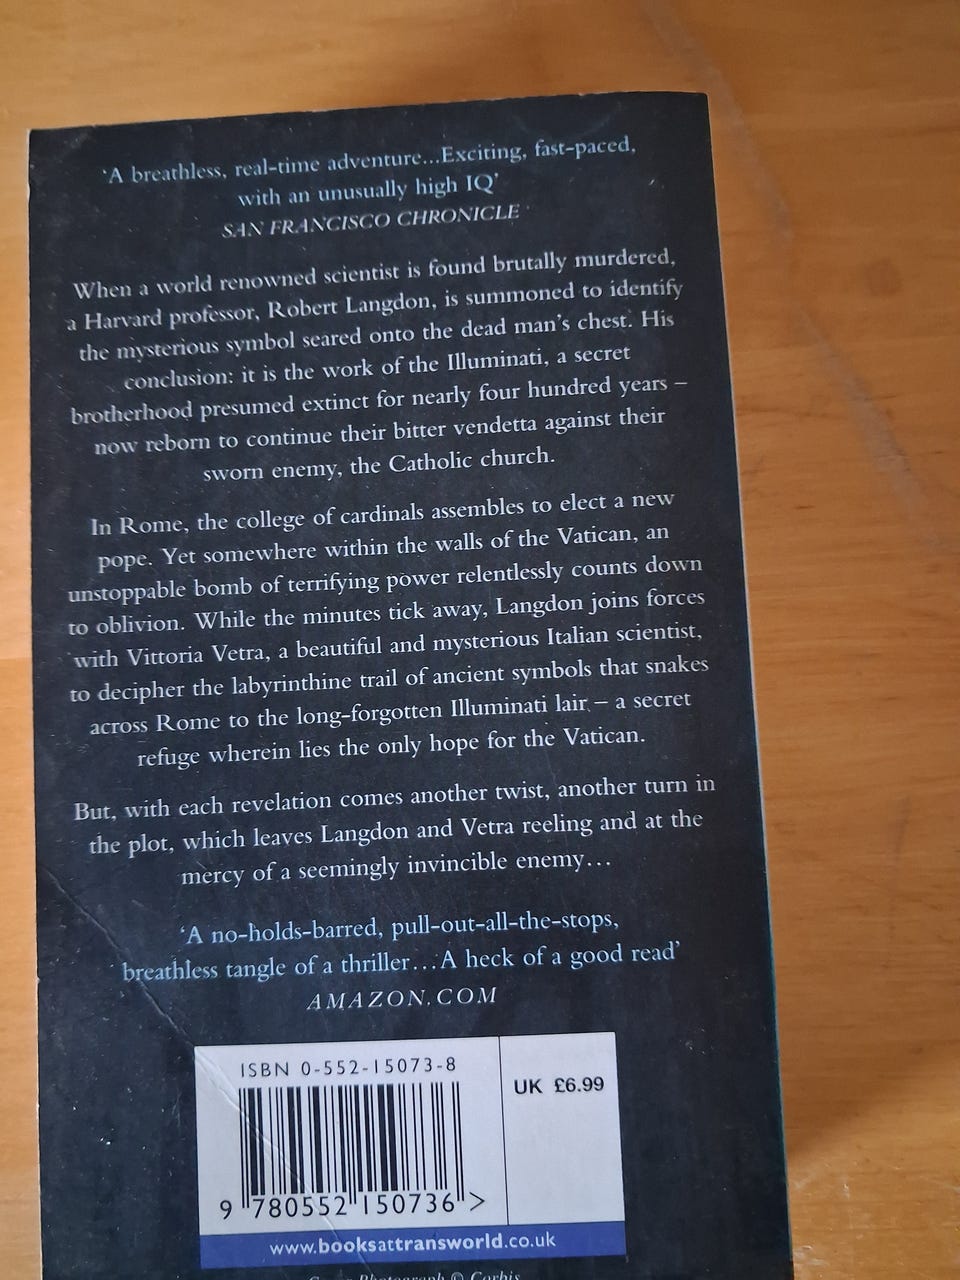 'A breathless, real-time adventure...Exciting, fast-paced,
with an unusually high IQ'
SAN FRANCISCO CHRONICLE
When a world renowned scientist is found brutally murdered,
a Harvard professor, Robert Langdon, is summoned to identify
the mysterious symbol seared onto the dead man's chest. His
conclusion: it is the work of the Illuminati, a secret
brotherhood presumed extinct for nearly four hundred years –
now reborn to continue their bitter vendetta against their
sworn enemy, the Catholic church.
In Rome, the college of cardinals assembles to elect a new
pope. Yet somewhere within the walls of the Vatican, an
unstoppable bomb of terrifying power relentlessly counts down
to oblivion. While the minutes tick away, Langdon joins forces
with Vittoria Vetra, a beautiful and mysterious Italian scientist,
to decipher the labyrinthine trail of ancient symbols that snakes
across Rome to the long-forgotten Illuminati lair – a secret
refuge wherein lies the only hope for the Vatican.
But, with each revelation comes another twist, another turn in
the plot, which leaves Langdon and Vetra reeling and at the
mercy of a seemingly invincible enemy...
'A no-holds-barred, pull-out-all-the-stops,
breathless tangle of a thriller...A heck of a good read'
AMAZON.COM
ISBN 0-552-15073-8
UK £6.99
9 780552 150736 >
www.booksattransworld.co.uk
Photograph © Corbis